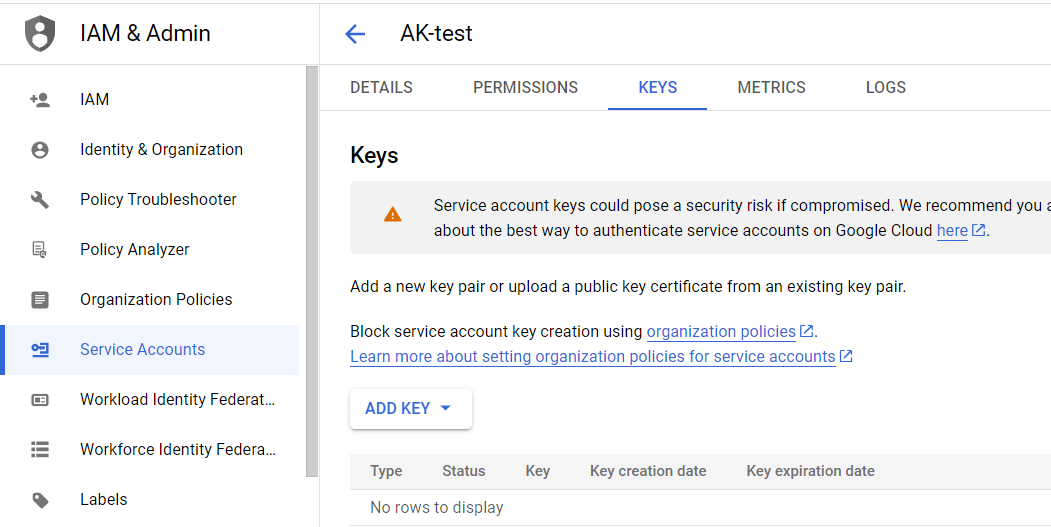 IAM & Admin
AK-test
IAM
Identity & Organization
Policy Troubleshooter
Policy Analyzer
Organization Policies
Service Accounts
Workload Identity Federat...
Workforce Identity Federa...
Labels
DETAILS PERMISSIONS KEYS METRICS LOGS
Keys
Service account keys could pose a security risk if compromised. We recommend you
about the best way to authenticate service accounts on Google Cloud here.
Add a new key pair or upload a public key certificate from an existing key pair.
Block service account key creation using organization policies.
Learn more about setting organization policies for service accounts
ADD KEY
Type Status Key Key creation date Key expiration date
No rows to display